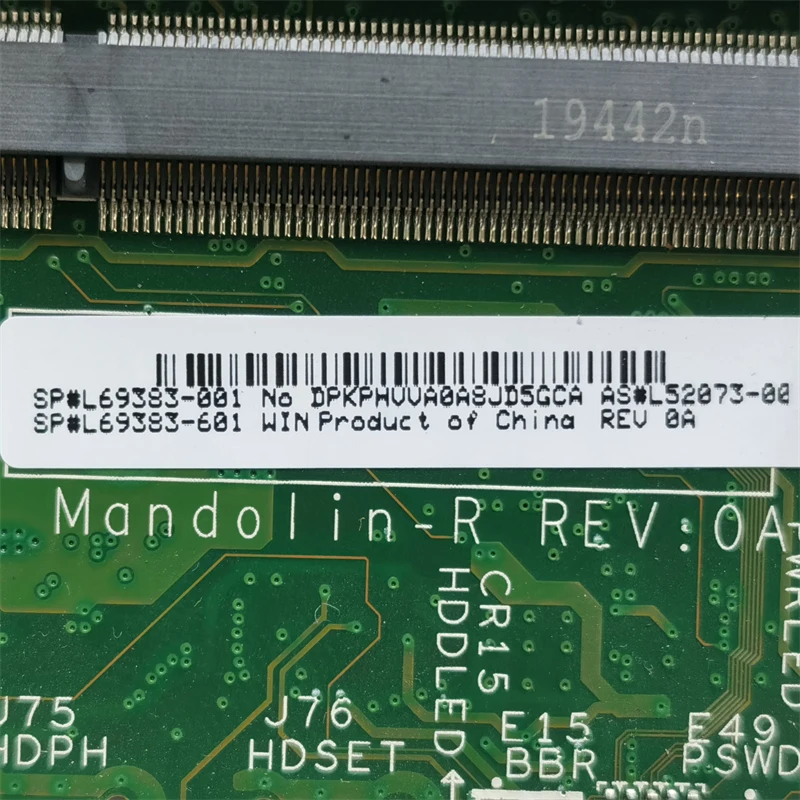 19442n
SP#L69383-001 No DPKPHVVA0A8JD5GCA AS#L52073-00
SP#L69383-601 WIN Product of China REV 0A
Mandolin-R REV:0A
PWRLED
CR15
HDDLED
J75
HDPH
J76
HDSET
E15
BBR
E49
PSWD